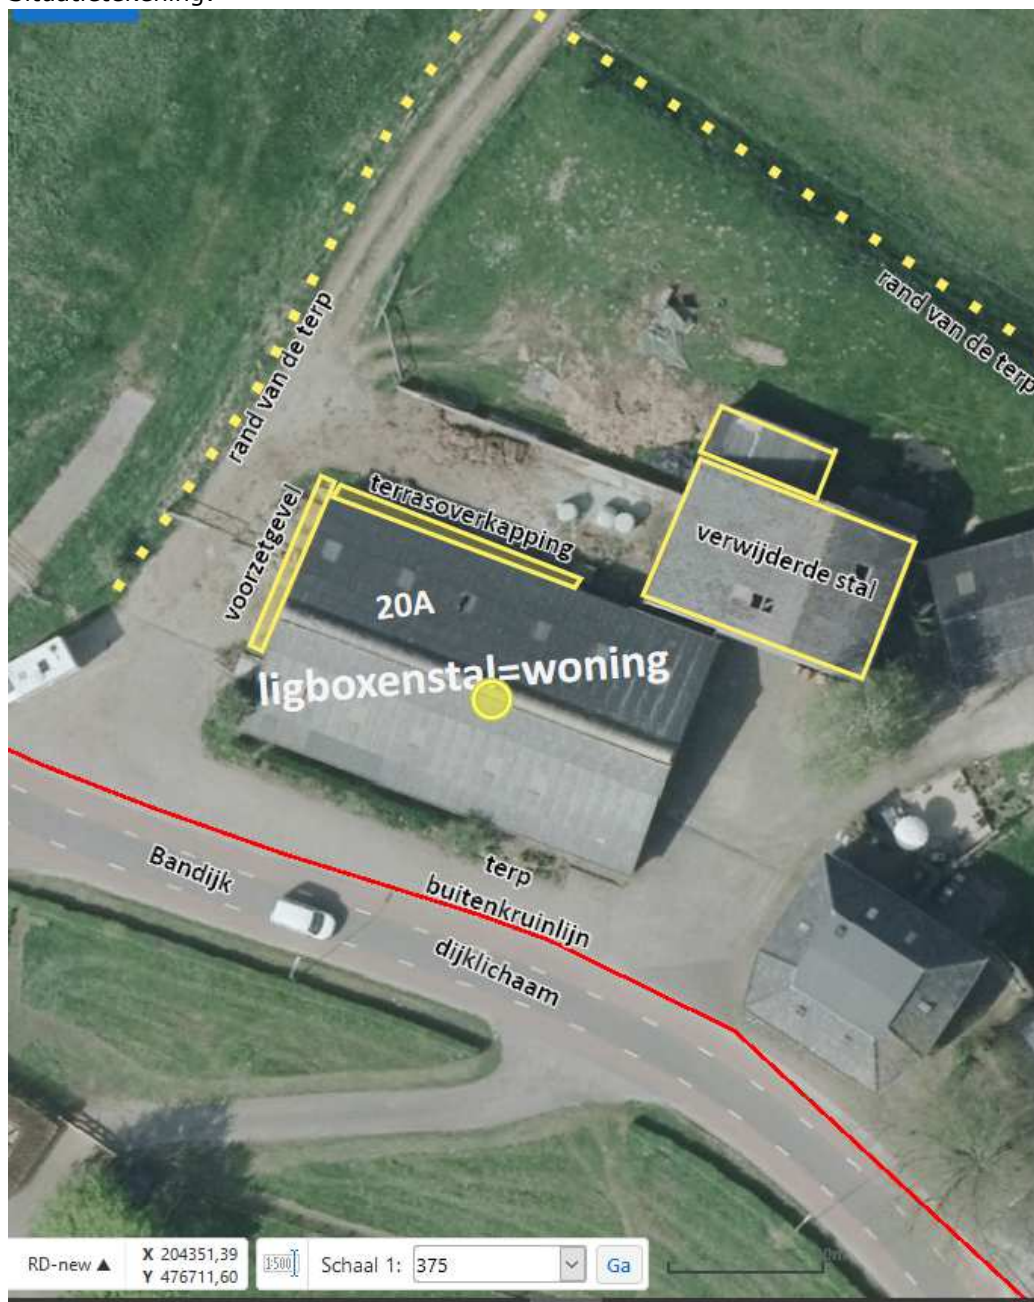 Situatietekening:
rand van de terp
rand van de terp
voorzetgevel
terrasoverkapping
verwijderde stal
20A
ligboxenstal=woning
terp
buitenkruinlijn
Bandijk
dijklichaam
RD-new ▲
X 204351,39
Y 476711,60
1:500
Schaal 1: 375
Ga